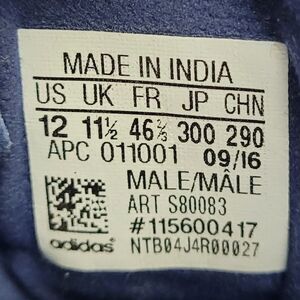 MADE IN INDIA
US UK FR JP CHN
12 11½ 46⅔ 300 290
APC 011001 09/16
MALE/MÂLE
ART S80083
#115600417
adidas NTB04J4R00027